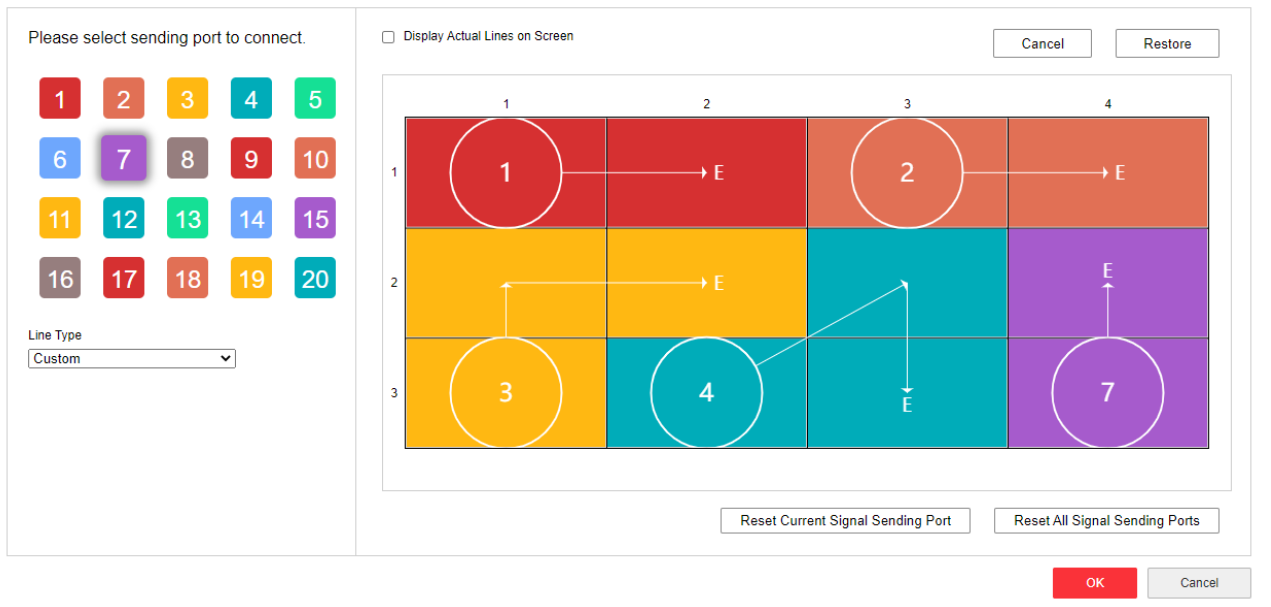 Please select sending port to connect.
1 2 3 4 5
6 7 8 9 10
11 12 13 14 15
16 17 18 19 20
Line Type
Custom
Display Actual Lines on Screen
Cancel Restore
1 2 3 4
1 1 E 2 E
2 E E
3 3 4 E 7
Reset Current Signal Sending Port Reset All Signal Sending Ports
OK Cancel